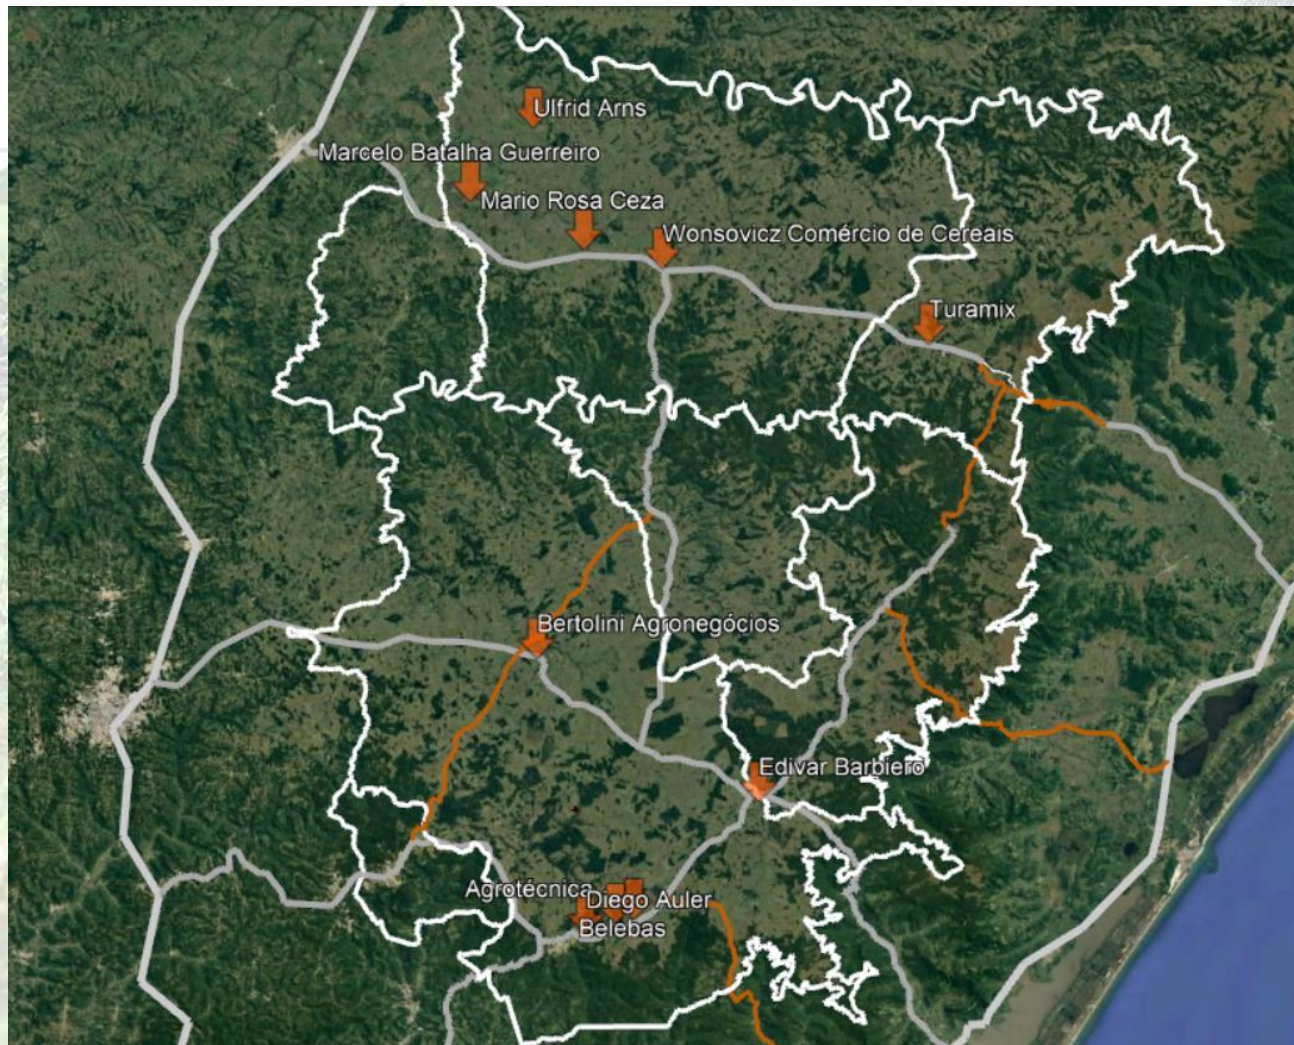 Ulfrid Arns
Marcelo Batalha Guerreiro
Mario Rosa Ceza
Wonsovicz Comércio de Cereais
Turamix
Bertolini Agronegócios
Edivar Barbiero
Agrotécnica
Diego Auler
Belebas